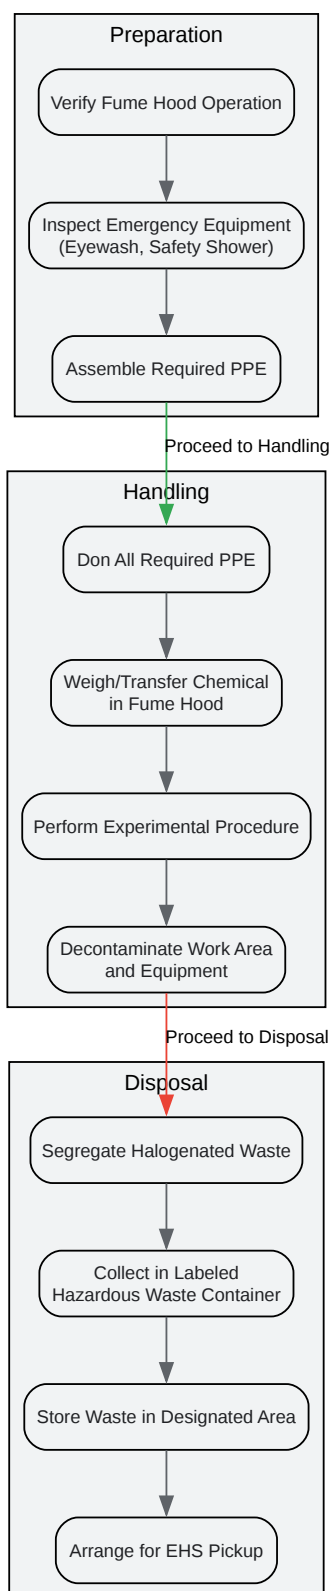 Preparation
Verify Fume Hood Operation
Inspect Emergency Equipment
(Eyewash, Safety Shower)
Assemble Required PPE
Proceed to Handling
Handling
Don All Required PPE
Weigh/Transfer Chemical
in Fume Hood
Perform Experimental Procedure
Decontaminate Work Area
and Equipment
Proceed to Disposal
Disposal
Segregate Halogenated Waste
Collect in Labeled
Hazardous Waste Container
Store Waste in Designated Area
Arrange for EHS Pickup